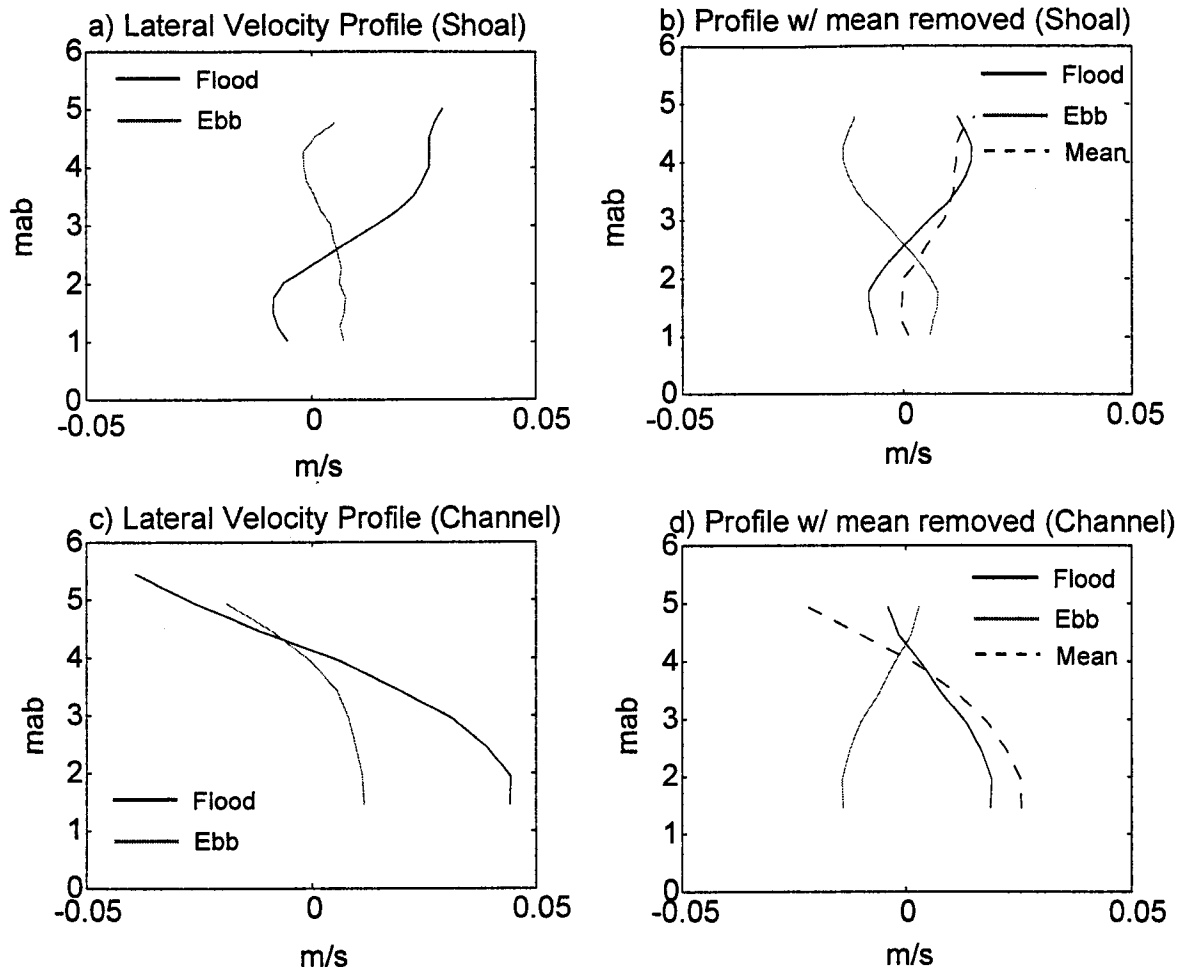 a) Lateral Velocity Profile (Shoal)
6
5
4
3
2
1
0
mab
Flood
Ebb
-0.05
0
0.05
m/s
b) Profile w/ mean removed (Shoal)
6
5
4
3
2
1
0
mab
Flood
Ebb
Mean
-0.05
0
0.05
m/s
c) Lateral Velocity Profile (Channel)
6
5
4
3
2
1
0
mab
Flood
Ebb
-0.05
0
0.05
m/s
d) Profile w/ mean removed (Channel)
6
5
4
3
2
1
0
mab
Flood
Ebb
Mean
-0.05
0
0.05
m/s